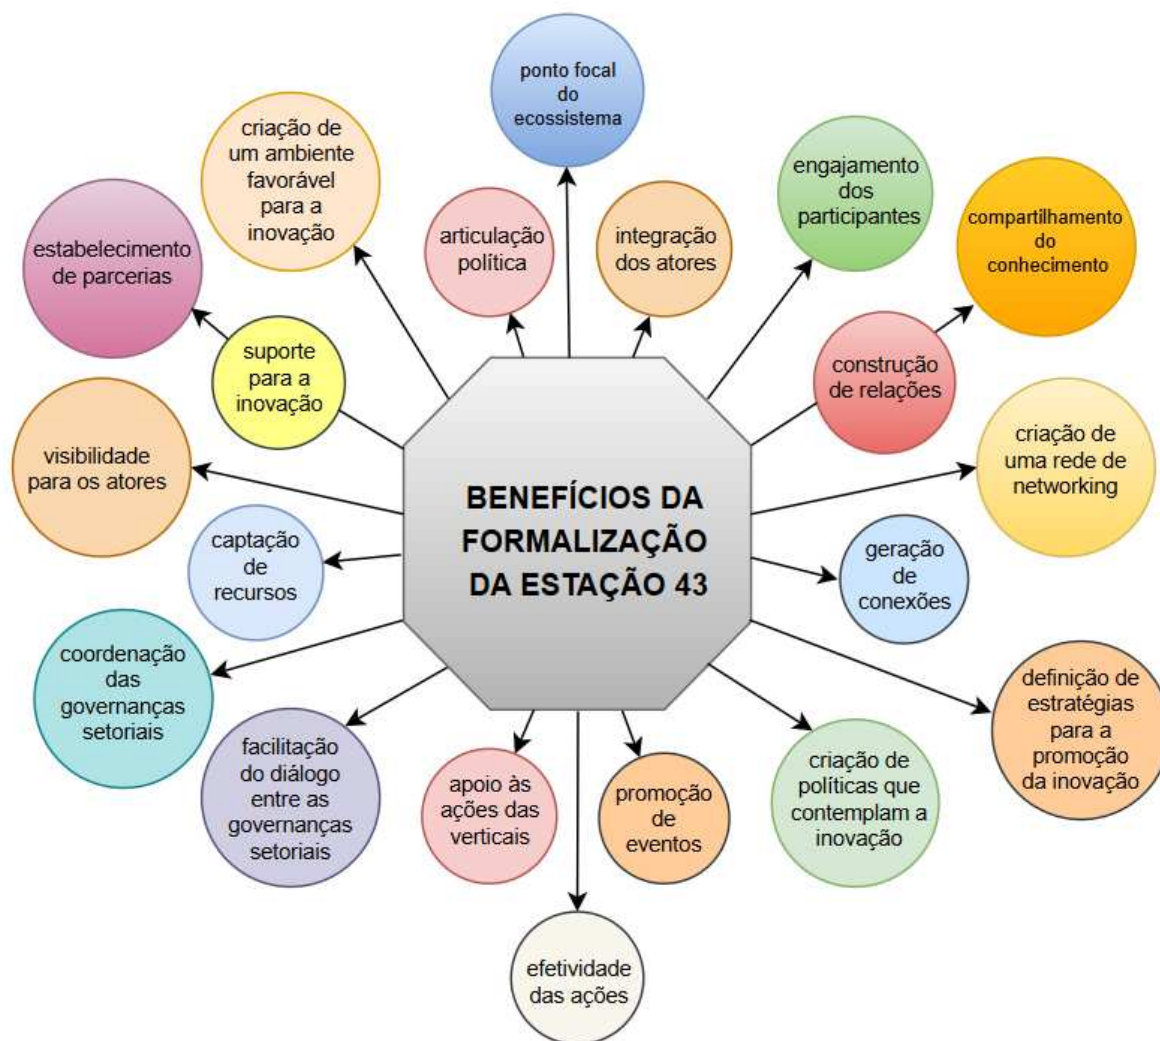 ponto focal
do
ecossistema
criação de
um ambiente
favorável
para a
inovação
engajamento
dos
participantes
estabelecimento
de parcerias
articulação
política
integração
dos atores
compartilhamento
do
conhecimento
suporte
para a
inovação
construção
de relações
visibilidade
para os atores
criação de
uma rede de
networking
BENEFÍCIOS DA
FORMALIZAÇÃO
DA ESTAÇÃO 43
captação
de
recursos
geração
de
conexões
coordenação
das
governanças
setoriais
definição de
estratégias
para a
promoção
da inovação
facilitação
do diálogo
entre as
governanças
setoriais
apoio às
ações das
verticais
promoção
de
eventos
criação de
políticas que
contemplam a
inovação
efetividade
das ações